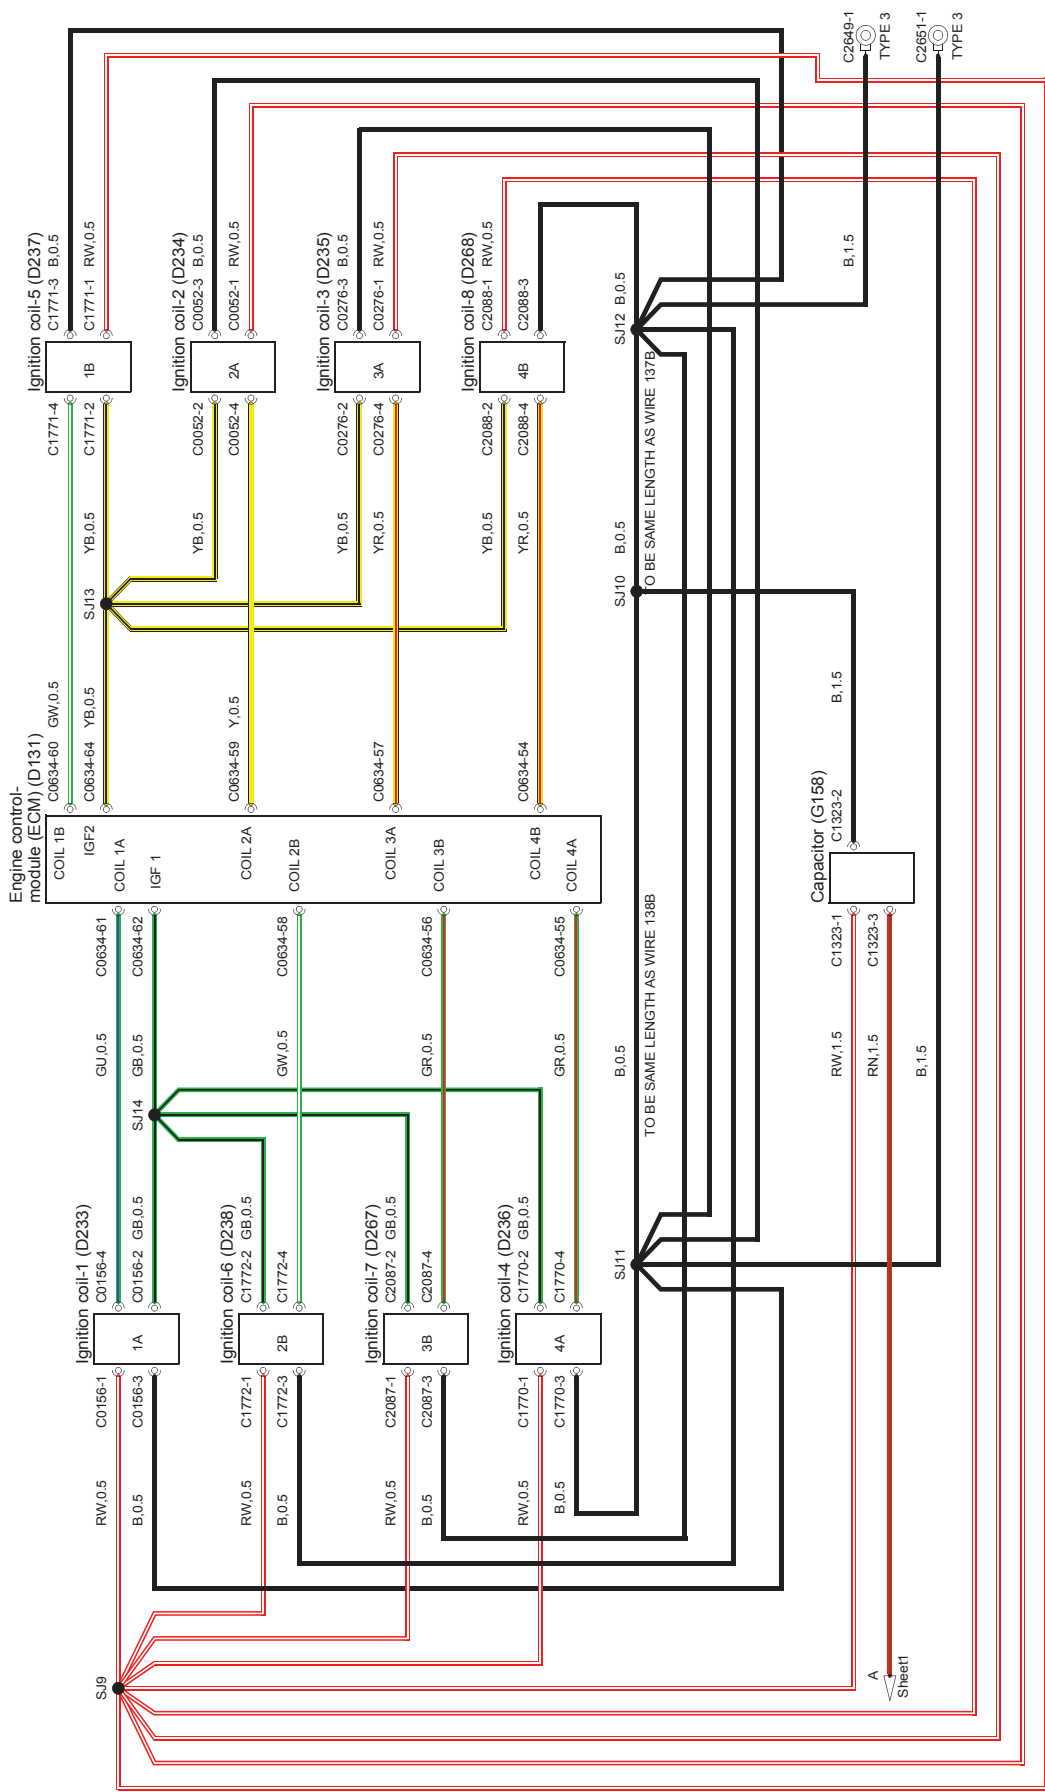 C2649-1
TYPE 3
C2651-1
TYPE 3
Ignition coil-5 (D237)
C1771-3 B,0.5
C1771-1 RW,0.5
1B
C1771-4
C1771-2
Ignition coil-2 (D234)
C0052-3 B,0.5
C0052-1 RW,0.5
2A
C0052-2
C0052-4
Ignition coil-3 (D235)
C0276-3 B,0.5
C0276-1 RW,0.5
3A
C0276-2
C0276-4
Ignition coil-8 (D268)
C2088-1 RW,0.5
C2088-3
4B
C2088-2
C2088-4
SJ12 B,0.5
B,1.5
YB,0.5
YB,0.5
YB,0.5
YR,0.5
YB,0.5
YR,0.5
SJ13
SJ10 B,0.5
TO BE SAME LENGTH AS WIRE 137B
Engine control-
module (ECM) (D131)
C0634-60 GW,0.5
C0634-64 YB,0.5
C0634-59 Y,0.5
C0634-57
C0634-54
COIL 1B
IGF2
COIL 1A
IGF 1
COIL 2A
COIL 2B
COIL 3A
COIL 3B
COIL 4B
COIL 4A
C0634-61
C0634-62
C0634-58
C0634-56
C0634-55
B,1.5
Capacitor (G158)
C1323-2
C1323-1
C1323-3
RW,1.5
RN,1.5
B,1.5
GU,0.5
GB,0.5
GW,0.5
GR,0.5
GR,0.5
B,0.5
TO BE SAME LENGTH AS WIRE 138B
SJ14
Ignition coil-1 (D233)
C0156-4
C0156-2 GB,0.5
1A
C0156-1
C0156-3
Ignition coil-6 (D238)
C1772-2 GB,0.5
C1772-4
2B
C1772-1
C1772-3
Ignition coil-7 (D267)
C2087-2 GB,0.5
C2087-4
3B
C2087-1
C2087-3
Ignition coil-4 (D236)
C1770-2 GB,0.5
C1770-4
4A
C1770-1
C1770-3
SJ11
RW,0.5
B,0.5
RW,0.5
B,0.5
RW,0.5
B,0.5
RW,0.5
B,0.5
SJ9
A
Sheet1